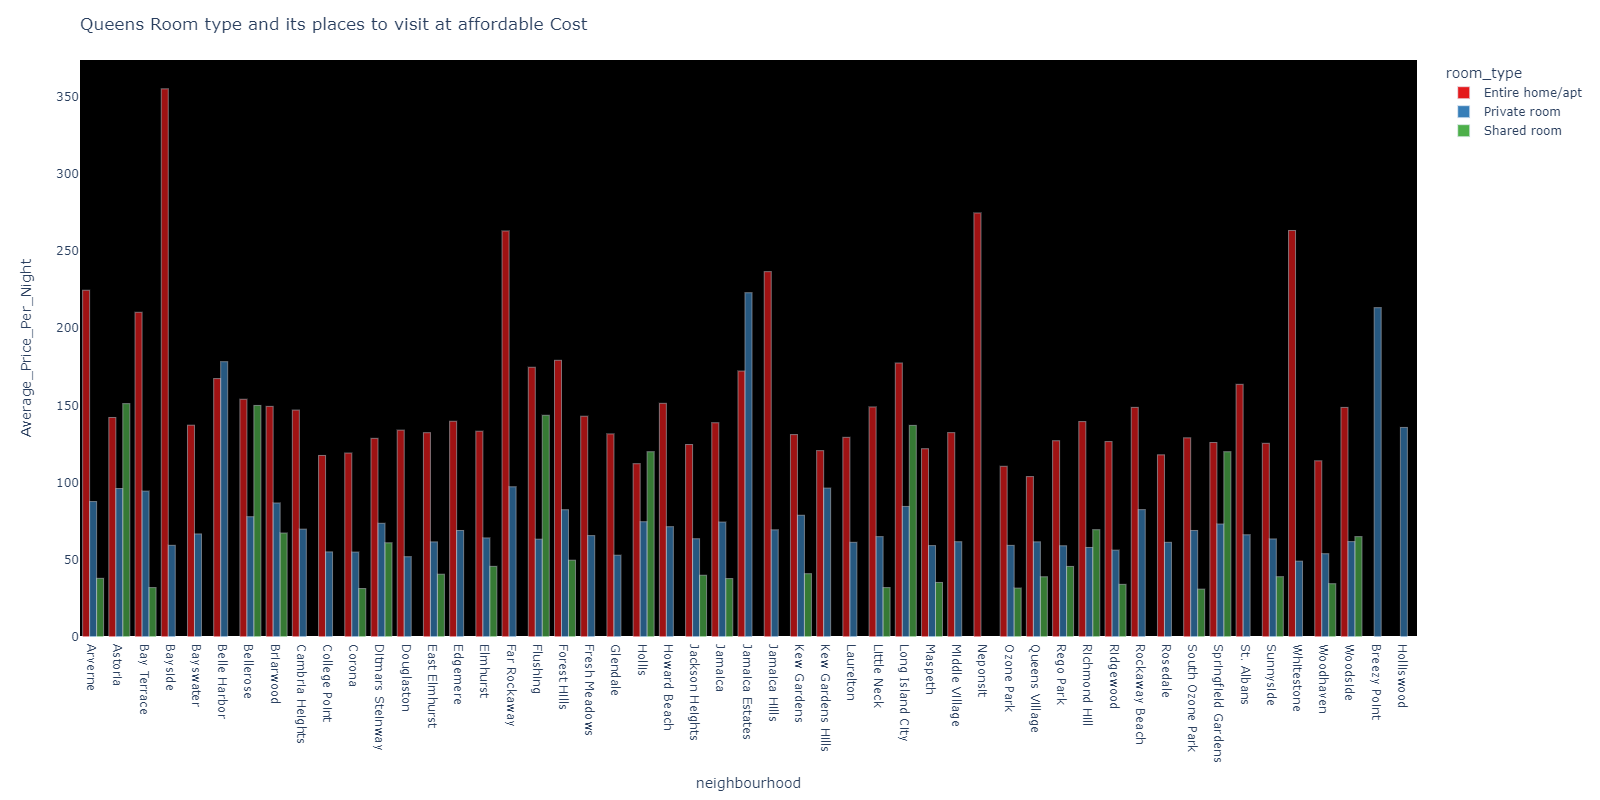 Queens Room type and its places to visit at affordable Cost
room_type
Entire home/apt
Private room
Shared room
Average_Price_Per_Night
350
300
250
200
150
100
50
0
Arverne
Astoria
Bay Terrace
Bayside
Bayswater
Belle Harbor
Bellerose
Briarwood
Cambria Heights
College Point
Corona
Ditmars Steinway
Douglaston
East Elmhurst
Edgemere
Elmhurst
Far Rockaway
Flushing
Forest Hills
Fresh Meadows
Glendale
Hollis
Howard Beach
Jackson Heights
Jamaica
Jamaica Estates
Jamaica Hills
Kew Gardens
Kew Gardens Hills
Laurelton
Little Neck
Long Island City
Maspeth
Middle Village
Neponsit
Ozone Park
Queens Village
Rego Park
Richmond Hill
Ridgewood
Rockaway Beach
Rosedale
South Ozone Park
Springfield Gardens
St. Albans
Sunnyside
Whitestone
Woodhaven
Woodside
Breezy Point
Holliswood
neighbourhood